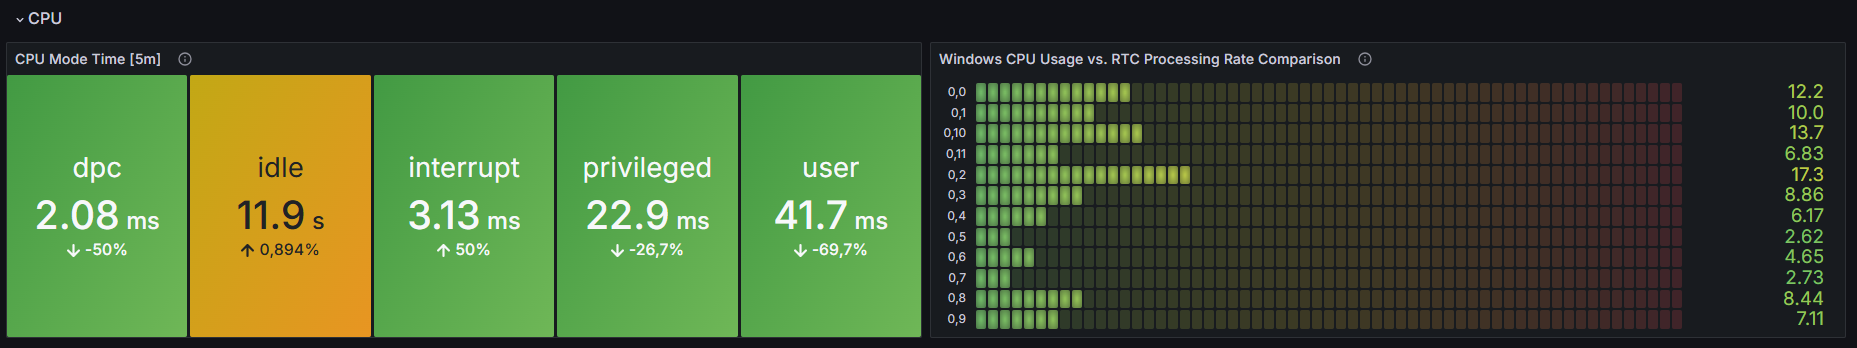 CPU
CPU Mode Time [5m]
dpc
2.08 ms
-50%
idle
11.9 s
0,894%
interrupt
3.13 ms
50%
privileged
22.9 ms
-26,7%
user
41.7 ms
-69,7%
Windows CPU Usage vs. RTC Processing Rate Comparison
0,0 12.2
0,1 10.0
0,10 13.7
0,11 6.83
0,2 17.3
0,3 8.86
0,4 6.17
0,5 2.62
0,6 4.65
0,7 2.73
0,8 8.44
0,9 7.11